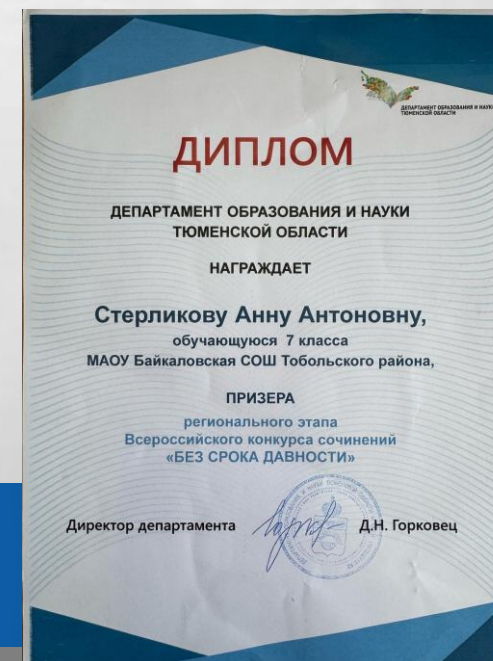 ДЕПАРТАМЕНТ ОБРАЗОВАНИЯ И НАУКИ
ТЮМЕНСКОЙ ОБЛАСТИ
ДИПЛОМ
ДЕПАРТАМЕНТ ОБРАЗОВАНИЯ И НАУКИ
ТЮМЕНСКОЙ ОБЛАСТИ
НАГРАЖДАЕТ
Стерликову Анну Антоновну,
обучающуюся 7 класса
МАОУ Байкаловская СОШ Тобольского района,
ПРИЗЕРА
регионального этапа
Всероссийского конкурса сочинений
«БЕЗ СРОКА ДАВНОСТИ»
Директор департамента Д.Н. Горковец